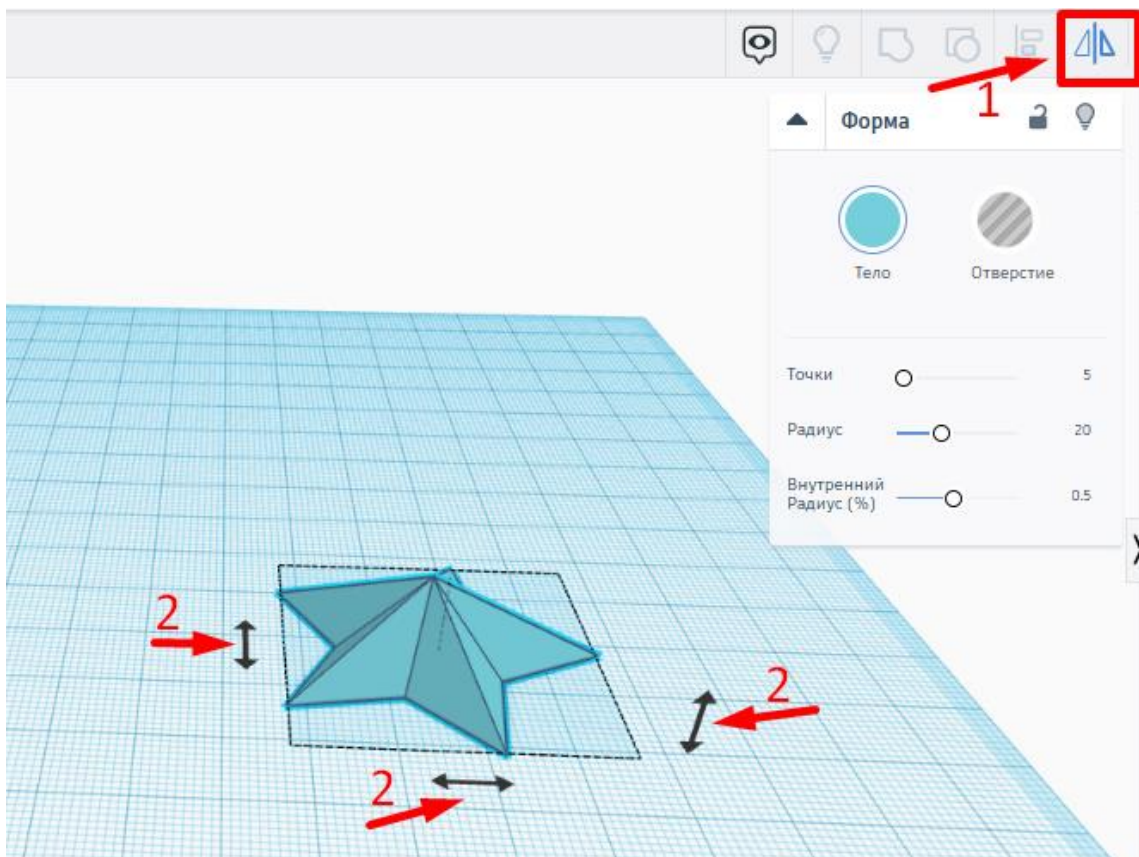 1
Форма
Тело
Отверстие
Точки 5
Радиус 20
Внутренний
Радиус (%) 0.5
2
2
2